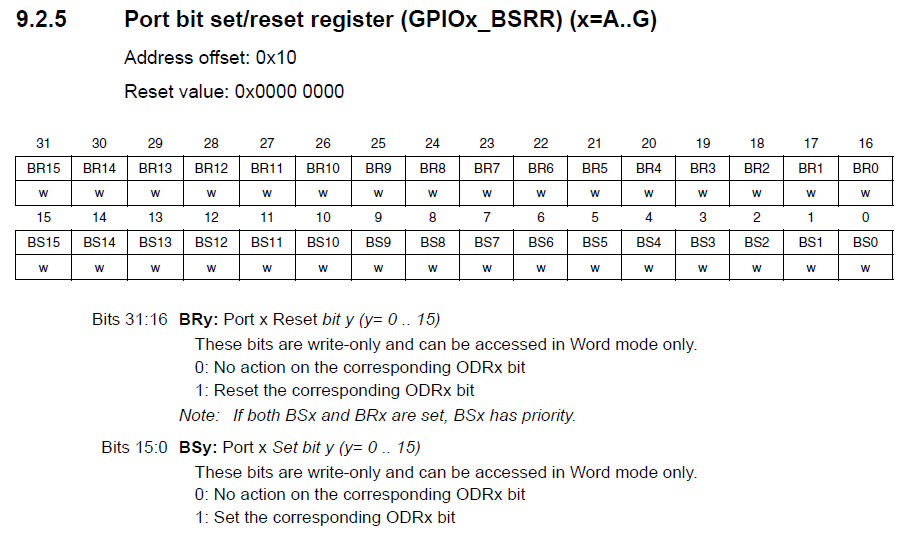 9.2.5 Port bit set/reset register (GPIOx_BSRR) (x=A..G)
Address offset: 0x10
Reset value: 0x0000 0000
31 30 29 28 27 26 25 24 23 22 21 20 19 18 17 16
BR15 BR14 BR13 BR12 BR11 BR10 BR9 BR8 BR7 BR6 BR5 BR4 BR3 BR2 BR1 BR0
w w w w w w w w w w w w w w w w
15 14 13 12 11 10 9 8 7 6 5 4 3 2 1 0
BS15 BS14 BS13 BS12 BS11 BS10 BS9 BS8 BS7 BS6 BS5 BS4 BS3 BS2 BS1 BS0
w w w w w w w w w w w w w w w w
Bits 31:16 BRy: Port x Reset bit y (y= 0 .. 15)
These bits are write-only and can be accessed in Word mode only.
0: No action on the corresponding ODRx bit
1: Reset the corresponding ODRx bit
Note: If both BSx and BRx are set, BSx has priority.
Bits 15:0 BSy: Port x Set bit y (y= 0 .. 15)
These bits are write-only and can be accessed in Word mode only.
0: No action on the corresponding ODRx bit
1: Set the corresponding ODRx bit